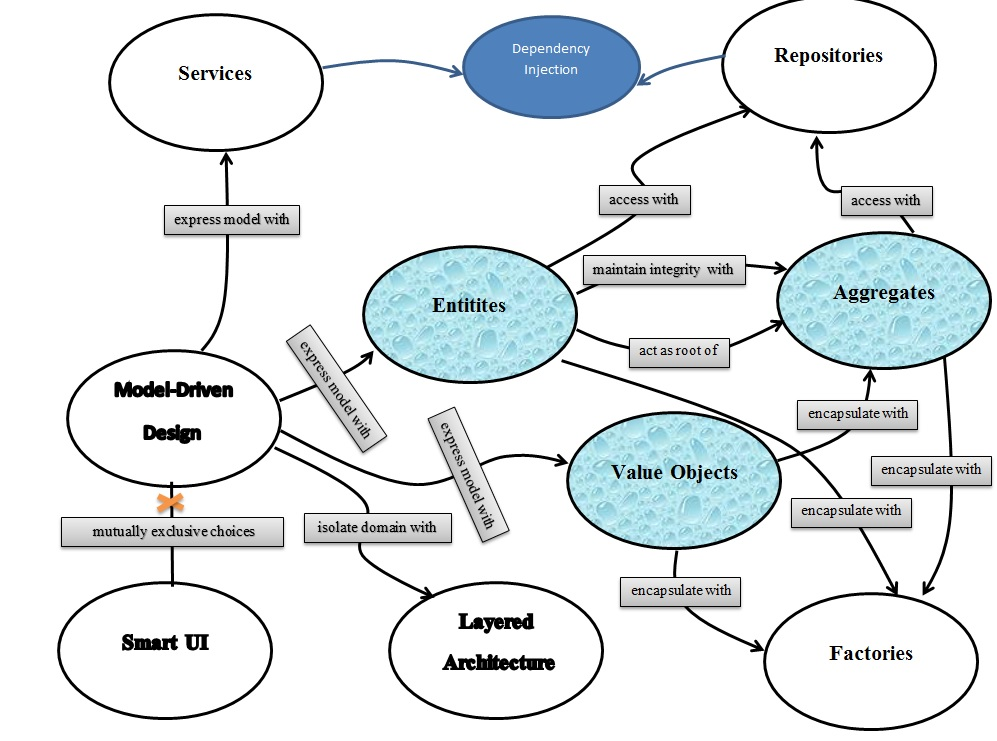 Services
Dependency
Injection
Repositories
access with
access with
express model with
maintain integrity with
Entitites
Aggregates
act as root of
express model with
Model-Driven
Design
encapsulate with
express model with
Value Objects
encapsulate with
encapsulate with
mutually exclusive choices
isolate domain with
encapsulate with
Smart UI
Layered
Architecture
Factories